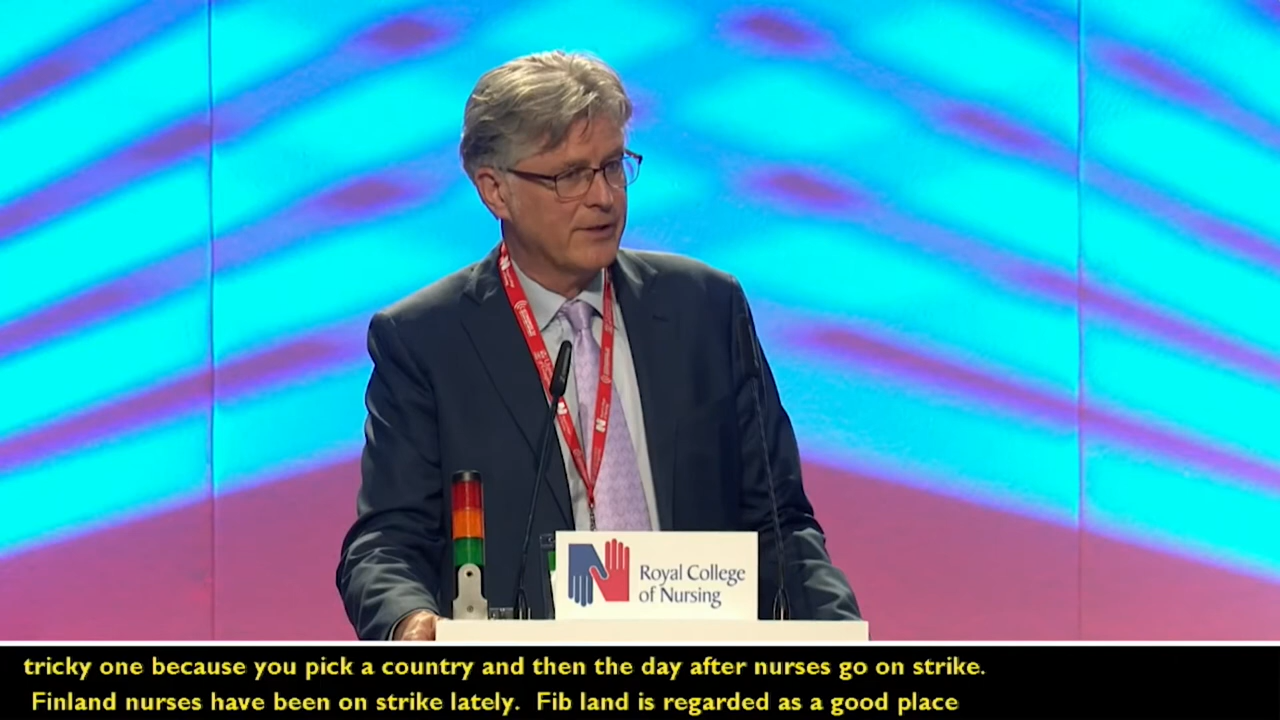 Royal College
of Nursing
tricky one because you pick a country and then the day after nurses go on strike.
Finland nurses have been on strike lately.  Fib land is regarded as a good place